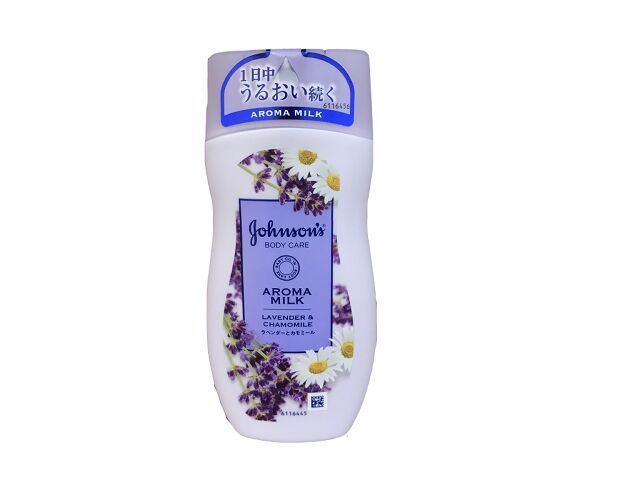 1日中
うるおい続く
6116456
AROMA MILK
Johnson's®
BODY CARE
AROMA
MILK
LAVENDER &
CHAMOMILE
ラベンダーとカモミール
6116445